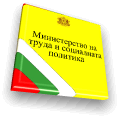 Министерство на
труда и социалната
политика